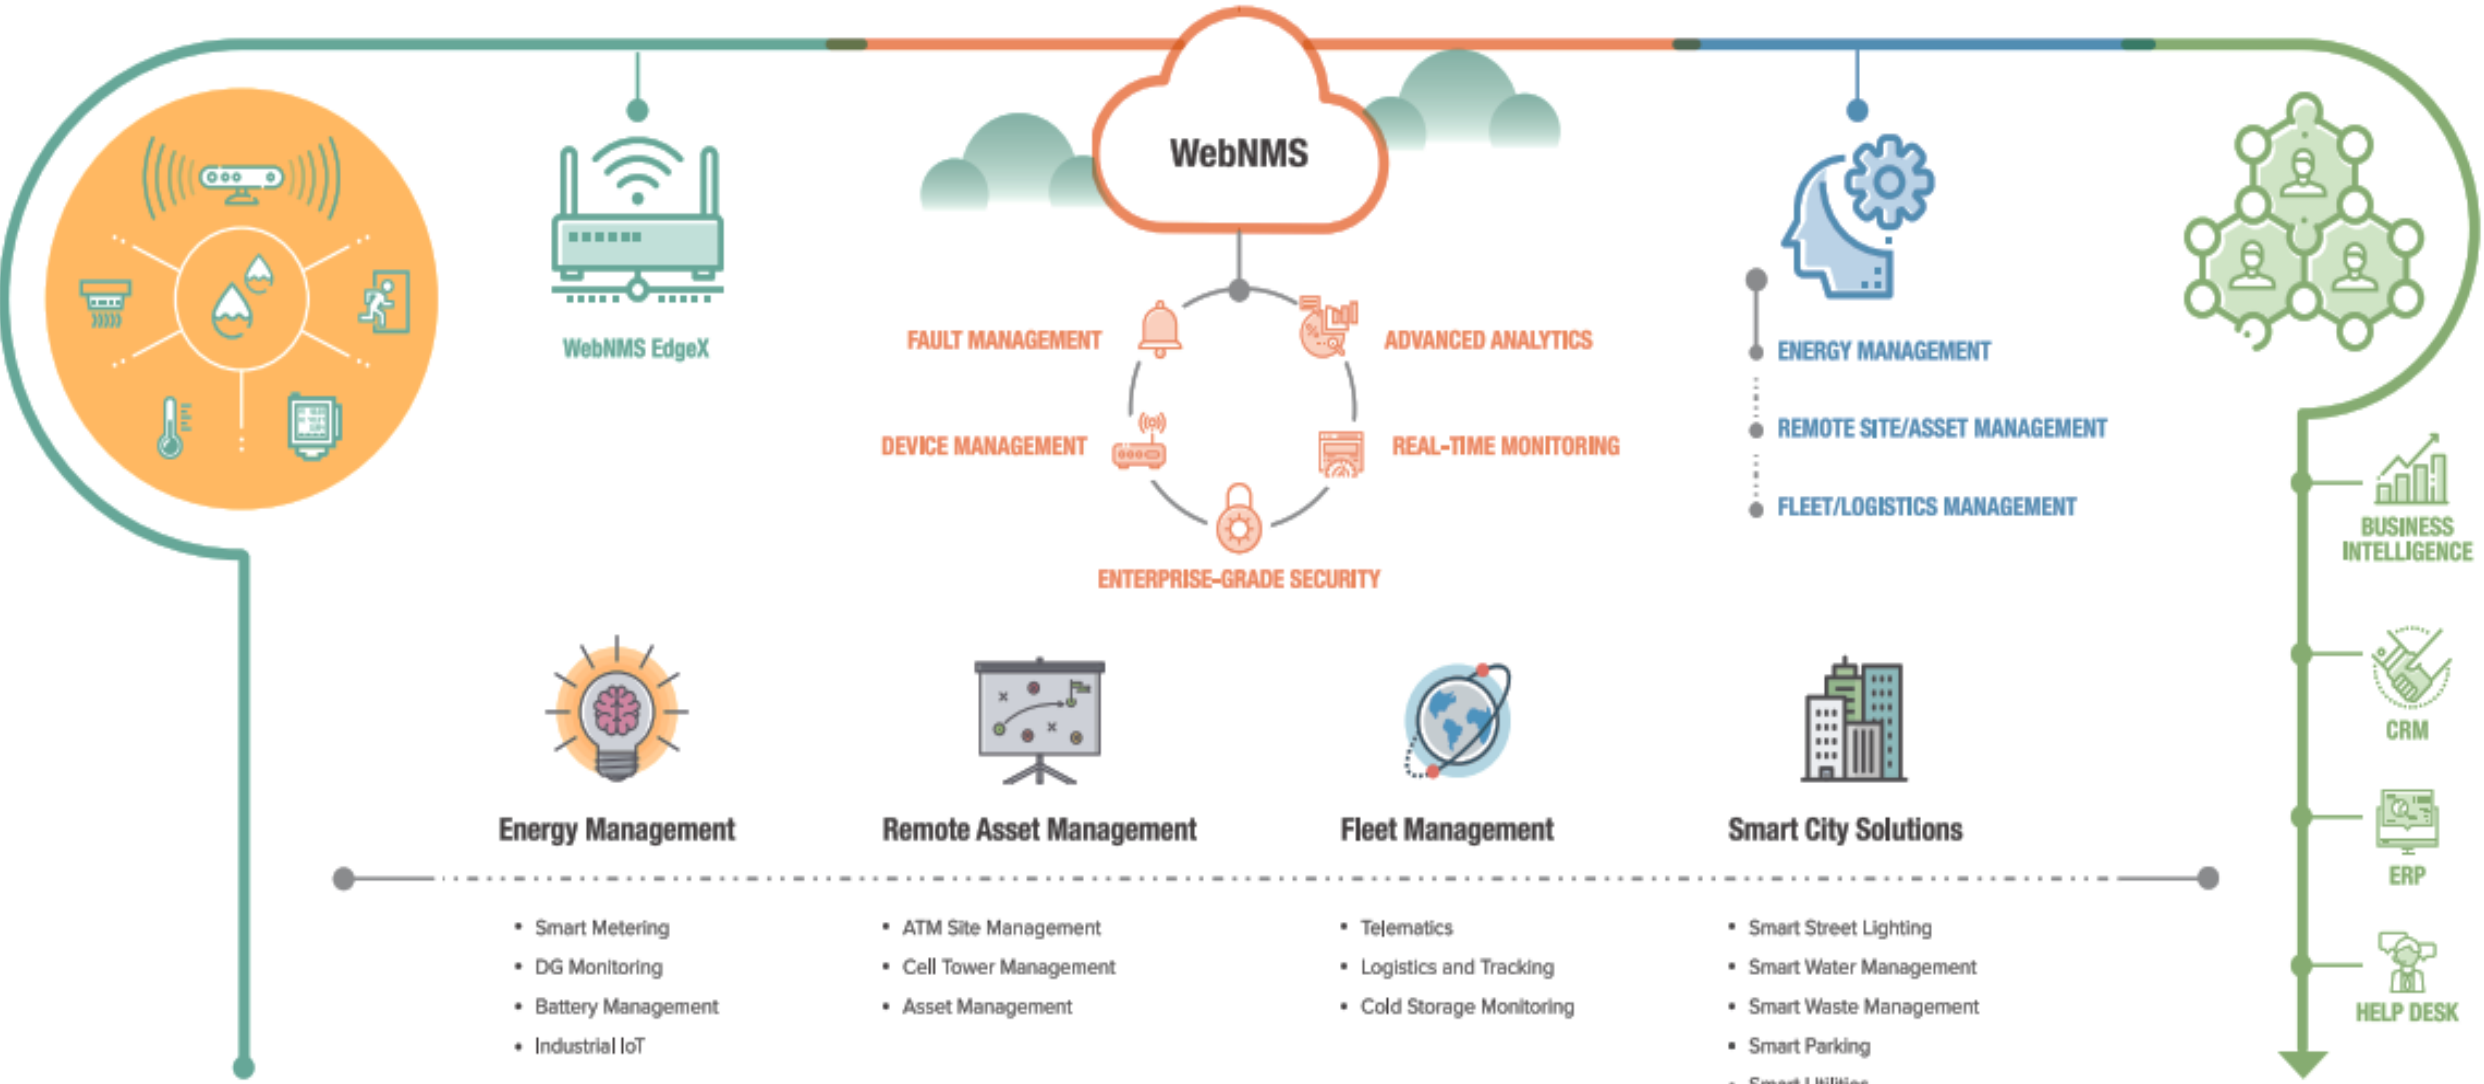 WebNMS
WebNMS EdgeX
FAULT MANAGEMENT
ADVANCED ANALYTICS
DEVICE MANAGEMENT
REAL-TIME MONITORING
ENTERPRISE-GRADE SECURITY
ENERGY MANAGEMENT
REMOTE SITE/ASSET MANAGEMENT
FLEET/LOGISTICS MANAGEMENT
BUSINESS
INTELLIGENCE
CRM
ERP
HELP DESK
Energy Management
• Smart Metering
• DG Monitoring
• Battery Management
• Industrial IoT
Remote Asset Management
• ATM Site Management
• Cell Tower Management
• Asset Management
Fleet Management
• Telematics
• Logistics and Tracking
• Cold Storage Monitoring
Smart City Solutions
• Smart Street Lighting
• Smart Water Management
• Smart Waste Management
• Smart Parking
• Smart Utilities